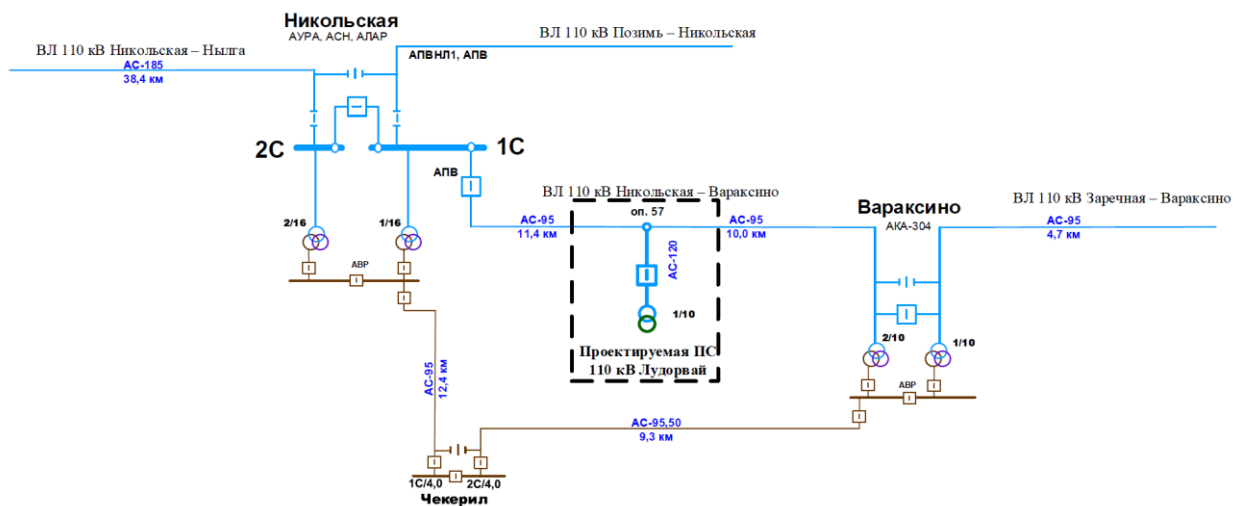 Никольская
АУРА, АСН, АЛАР
ВЛ 110 кВ Никольская – Нылга
ВЛ 110 кВ Позимь – Никольская
АПВНЛ1, АПВ
АС-185
38,4 км
2С
1С
АПВ
ВЛ 110 кВ Никольская – Вараксино
ВЛ 110 кВ Заречная – Вараксино
оп. 57
Вараксино
АКА-304
АС-95
11,4 км
АС-95
10,0 км
АС-95
4,7 км
2/16
1/16
АС-120
АВР
1/10
2/10
1/10
Проектируемая ПС
110 кВ Лудорвай
АС-95
12,4 км
АВР
АС-95,50
9,3 км
1С/4,0
2С/4,0
Чекерил